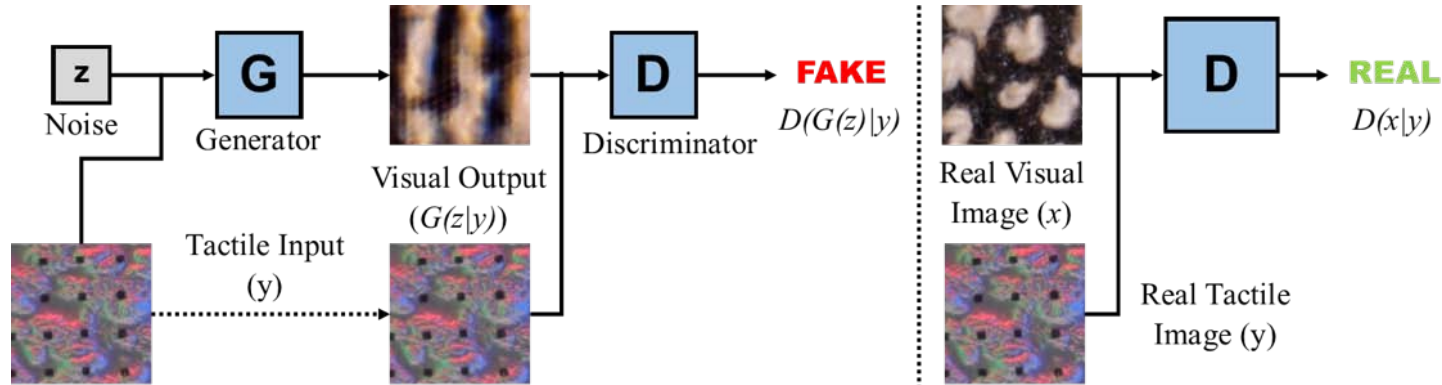 z
Noise
G
Generator
Visual Output
(G(z|y))
D
Discriminator
FAKE
D(G(z)|y)
Tactile Input
(y)
Real Visual
Image (x)
D
REAL
D(x|y)
Real Tactile
Image (y)